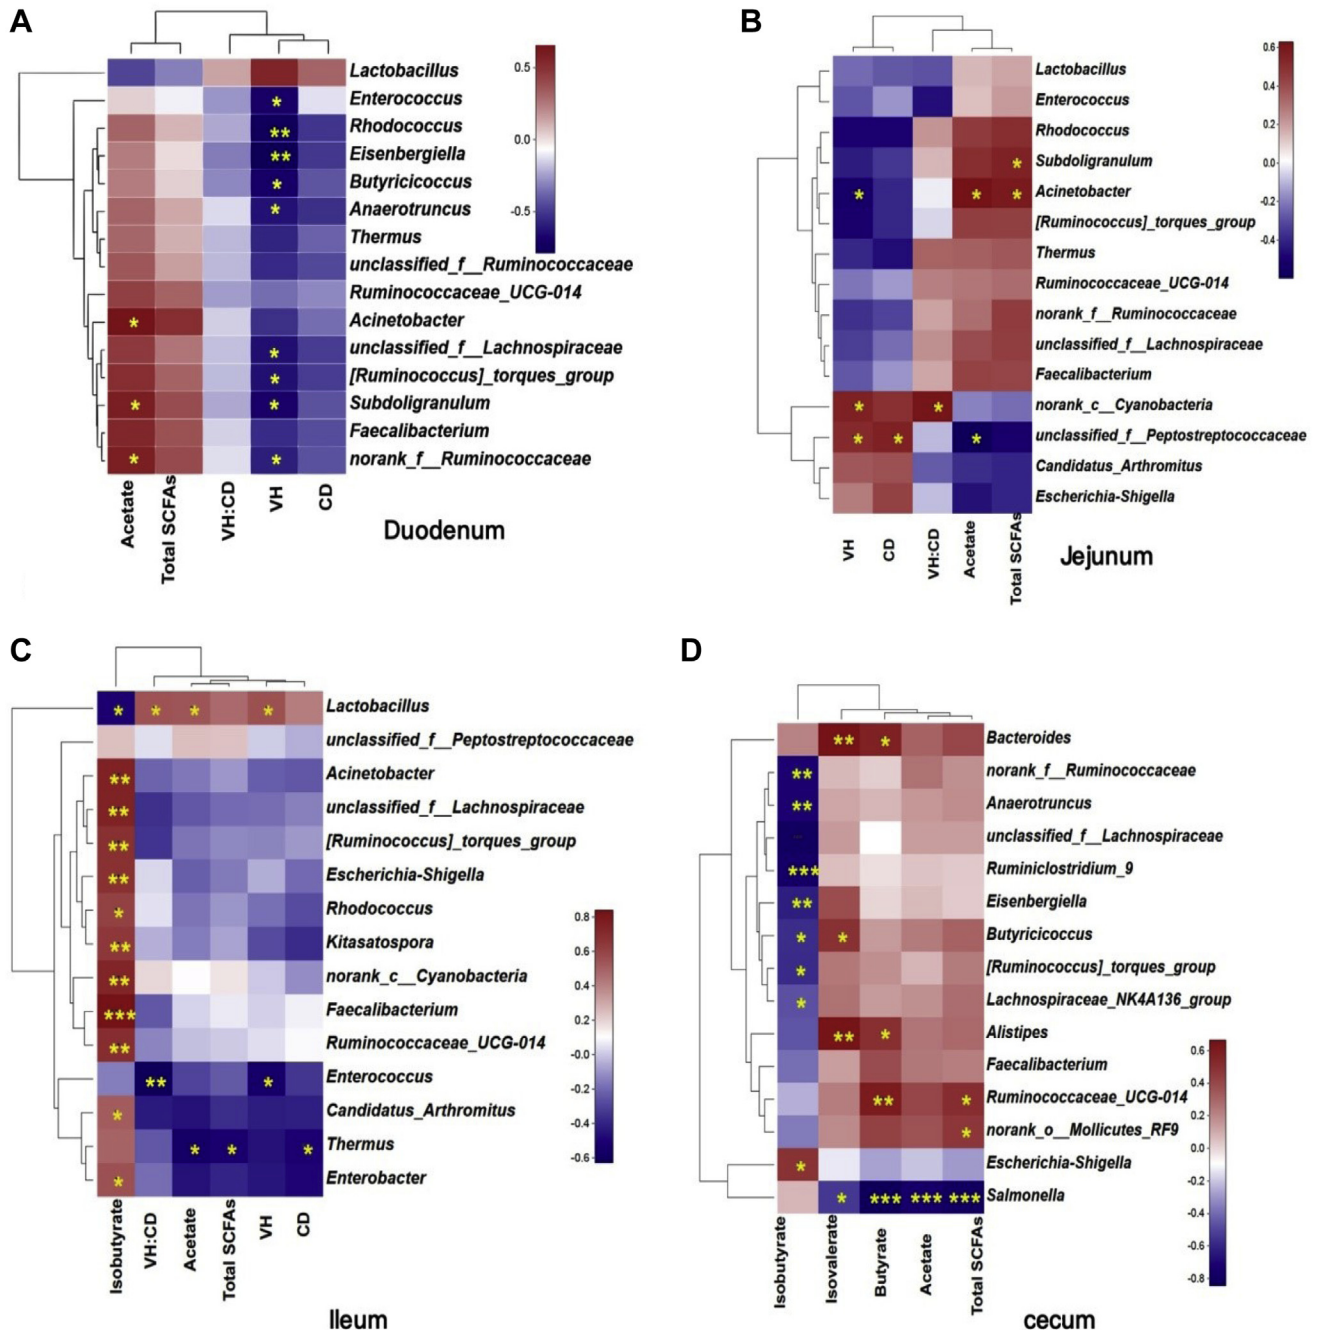 A
Lactobacillus
Enterococcus
Rhodococcus
Eisenbergiella
Butyricicoccus
Anaerotruncus
Thermus
unclassified_f__Ruminococcaceae
Ruminococcaceae_UCG-014
Acinetobacter
unclassified_f__Lachnospiraceae
[Ruminococcus]_torques_group
Subdoligranulum
Faecalibacterium
norank_f__Ruminococcaceae
0.5
0.0
-0.5
* ** ** * * * * * * * * *
Acetate
Total SCFAs
VH:CD
VH
CD
Duodenum
B
Lactobacillus
Enterococcus
Rhodococcus
Subdoligranulum
Acinetobacter
[Ruminococcus]_torques_group
Thermus
Ruminococcaceae_UCG-014
norank_f__Ruminococcaceae
unclassified_f__Lachnospiraceae
Faecalibacterium
norank_c__Cyanobacteria
unclassified_f__Peptostreptococcaceae
Candidatus_Arthromitus
Escherichia-Shigella
0.6
0.4
0.2
0.0
-0.2
-0.4
* * * * * * * * *
VH
CD
VH:CD
Acetate
Total SCFAs
Jejunum
C
* * * * Lactobacillus
unclassified_f__Peptostreptococcaceae
** Acinetobacter
** unclassified_f__Lachnospiraceae
** [Ruminococcus]_torques_group
** Escherichia-Shigella
* Rhodococcus
** Kitasatospora
** norank_c__Cyanobacteria
*** Faecalibacterium
** Ruminococcaceae_UCG-014
** * Enterococcus
* Candidatus_Arthromitus
* * * Thermus
* Enterobacter
0.8
0.6
0.4
0.2
-0.0
-0.2
-0.4
-0.6
Isobutyrate
VH:CD
Acetate
Total SCFAs
VH
CD
Ileum
D
** * Bacteroides
** norank_f__Ruminococcaceae
** Anaerotruncus
unclassified_f__Lachnospiraceae
*** Ruminiclostridium_9
** Eisenbergiella
* * Butyricicoccus
* [Ruminococcus]_torques_group
* Lachnospiraceae_NK4A136_group
** * Alistipes
Faecalibacterium
** * Ruminococcaceae_UCG-014
* norank_o__Mollicutes_RF9
* Escherichia-Shigella
* *** *** *** Salmonella
0.6
0.4
0.2
0.0
-0.2
-0.4
-0.6
-0.8
Isobutyrate
Isovalerate
Butyrate
Acetate
Total SCFAs
cecum